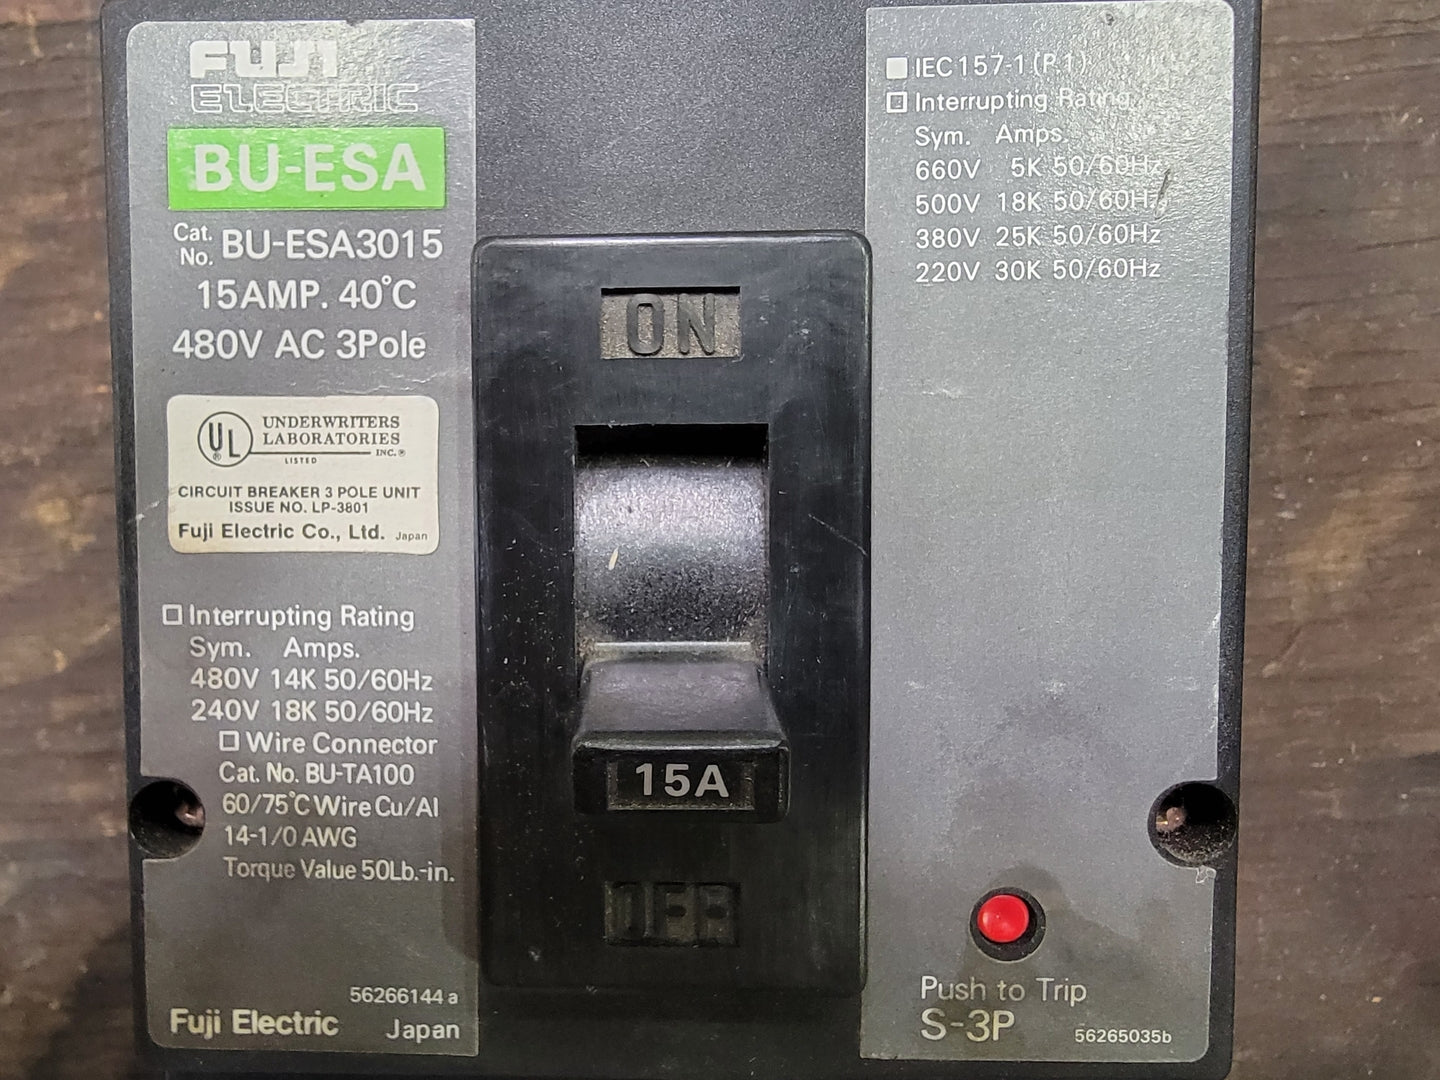 FUJI
ELECTRIC
BU-ESA
Cat. No. BU-ESA3015
15AMP. 40°C
480V AC 3Pole
UL® UNDERWRITERS
LABORATORIES
INC.®
LISTED
CIRCUIT BREAKER 3 POLE UNIT
ISSUE NO. LP-3801
Fuji Electric Co., Ltd. Japan
□ Interrupting Rating
Sym. Amps.
480V 14K 50/60Hz
240V 18K 50/60Hz
□ Wire Connector
Cat. No. BU-TA100
60/75°C Wire Cu/Al
14-1/0 AWG
Torque Value 50Lb.-in.
56266144a
Fuji Electric Japan
ON
15A
OFF
■ IEC157-1(P.1)
□ Interrupting Rating
Sym. Amps.
660V 5K 50/60Hz
500V 18K 50/60Hz
380V 25K 50/60Hz
220V 30K 50/60Hz
Push to Trip
S-3P 56265035b